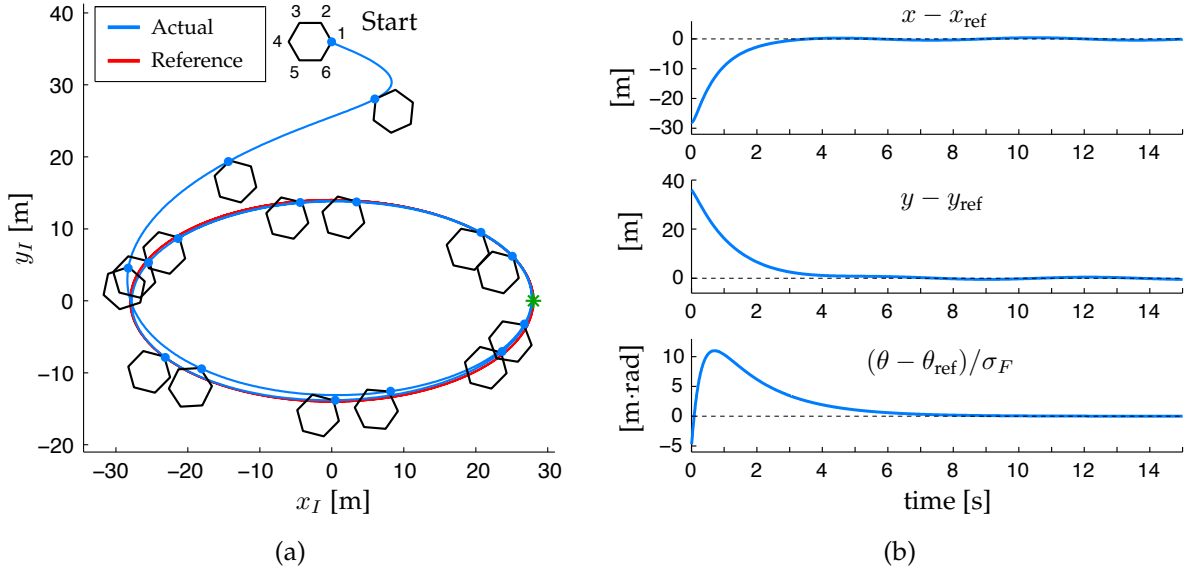 Actual
Reference
Start
3 2
4 1
5 6
40
30
20
10
0
−10
−20
y_I [m]
−30 −20 −10 0 10 20 30
x_I [m]
(a)
x − x_ref
0
−10
−20
−30
[m]
0 2 4 6 8 10 12 14
y − y_ref
40
20
0
[m]
0 2 4 6 8 10 12 14
(θ − θ_ref)/σ_F
10
5
0
−5
[m·rad]
0 2 4 6 8 10 12 14
time [s]
(b)